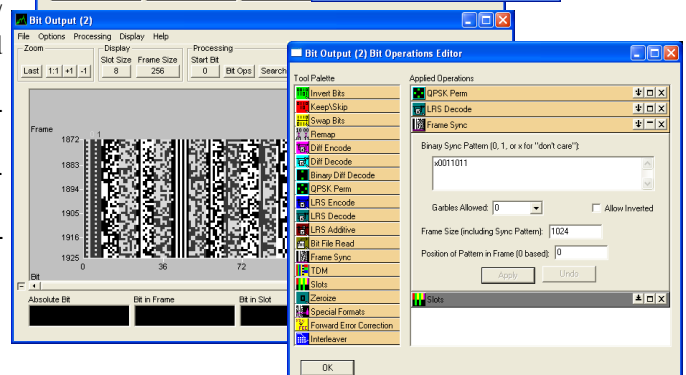 Bit Output (2)
File Options Processing Display Help
Zoom
Last 1:1 +1 -1
Display
Slot Size Frame Size
8 256
Processing
Start Bit
0 Bit Ops Search
Frame
1
1872
1883
1894
1905
1916
1925
0 36 72
Bit
Absolute Bit Bit in Frame Bit in Slot
Bit Output (2) Bit Operations Editor
Tool Palette
Invert Bits
Keep\Skip
Swap Bits
Remap
Diff Encode
Diff Decode
Binary Diff Decode
QPSK Perm
LRS Encode
LRS Decode
LRS Additive
Bit File Read
Frame Sync
TDM
Slots
Zeroize
Special Formats
Forward Error Correction
Interleaver
Applied Operations
QPSK Perm
LRS Decode
Frame Sync
Binary Sync Pattern (0, 1, or x for "don't care"):
x0011011
Garbles Allowed: 0 Allow Inverted
Frame Size (including Sync Pattern): 1024
Position of Pattern in Frame (0 based): 0
Apply Undo
Slots
OK